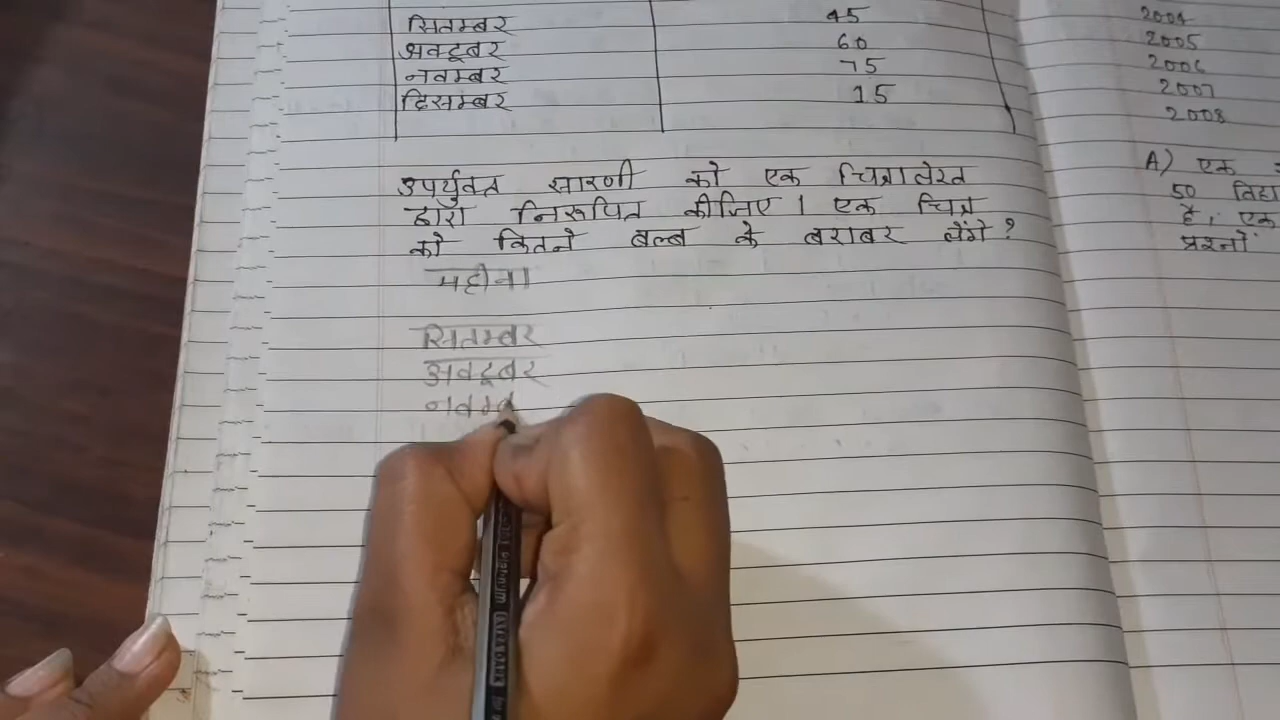 सितम्बर 45
अक्टूबर 60
नवम्बर 75
दिसम्बर 15
उपर्युक्त सारणी को एक चित्रालेख
द्वारा निरूपित कीजिए। एक चित्र
को कितने बल्ब के बराबर लेंगे?
महीना
सितम्बर
अक्टूबर
नवम्ब
2004
2005
2006
2007
2008
A) एक
50 विद्या
है, एक
प्रश्नों